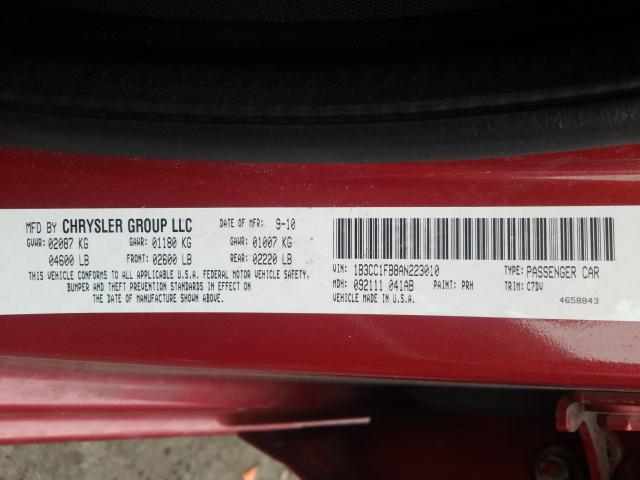 MFD BY CHRYSLER GROUP LLC DATE OF MFR: 9-10
GVWR: 02087 KG GAWR: 01180 KG GAWR: 01007 KG
04600 LB FRONT: 02600 LB REAR: 02220 LB
THIS VEHICLE CONFORMS TO ALL APPLICABLE U.S.A. FEDERAL MOTOR VEHICLE SAFETY,
BUMPER AND THEFT PREVENTION STANDARDS IN EFFECT ON
THE DATE OF MANUFACTURE SHOWN ABOVE.
VIN: 1B3CC1FB8AN223010 TYPE: PASSENGER CAR
MDH: 092111 041AB PAINT: PRH TRIM: C7DV
VEHICLE MADE IN U.S.A. 4658843